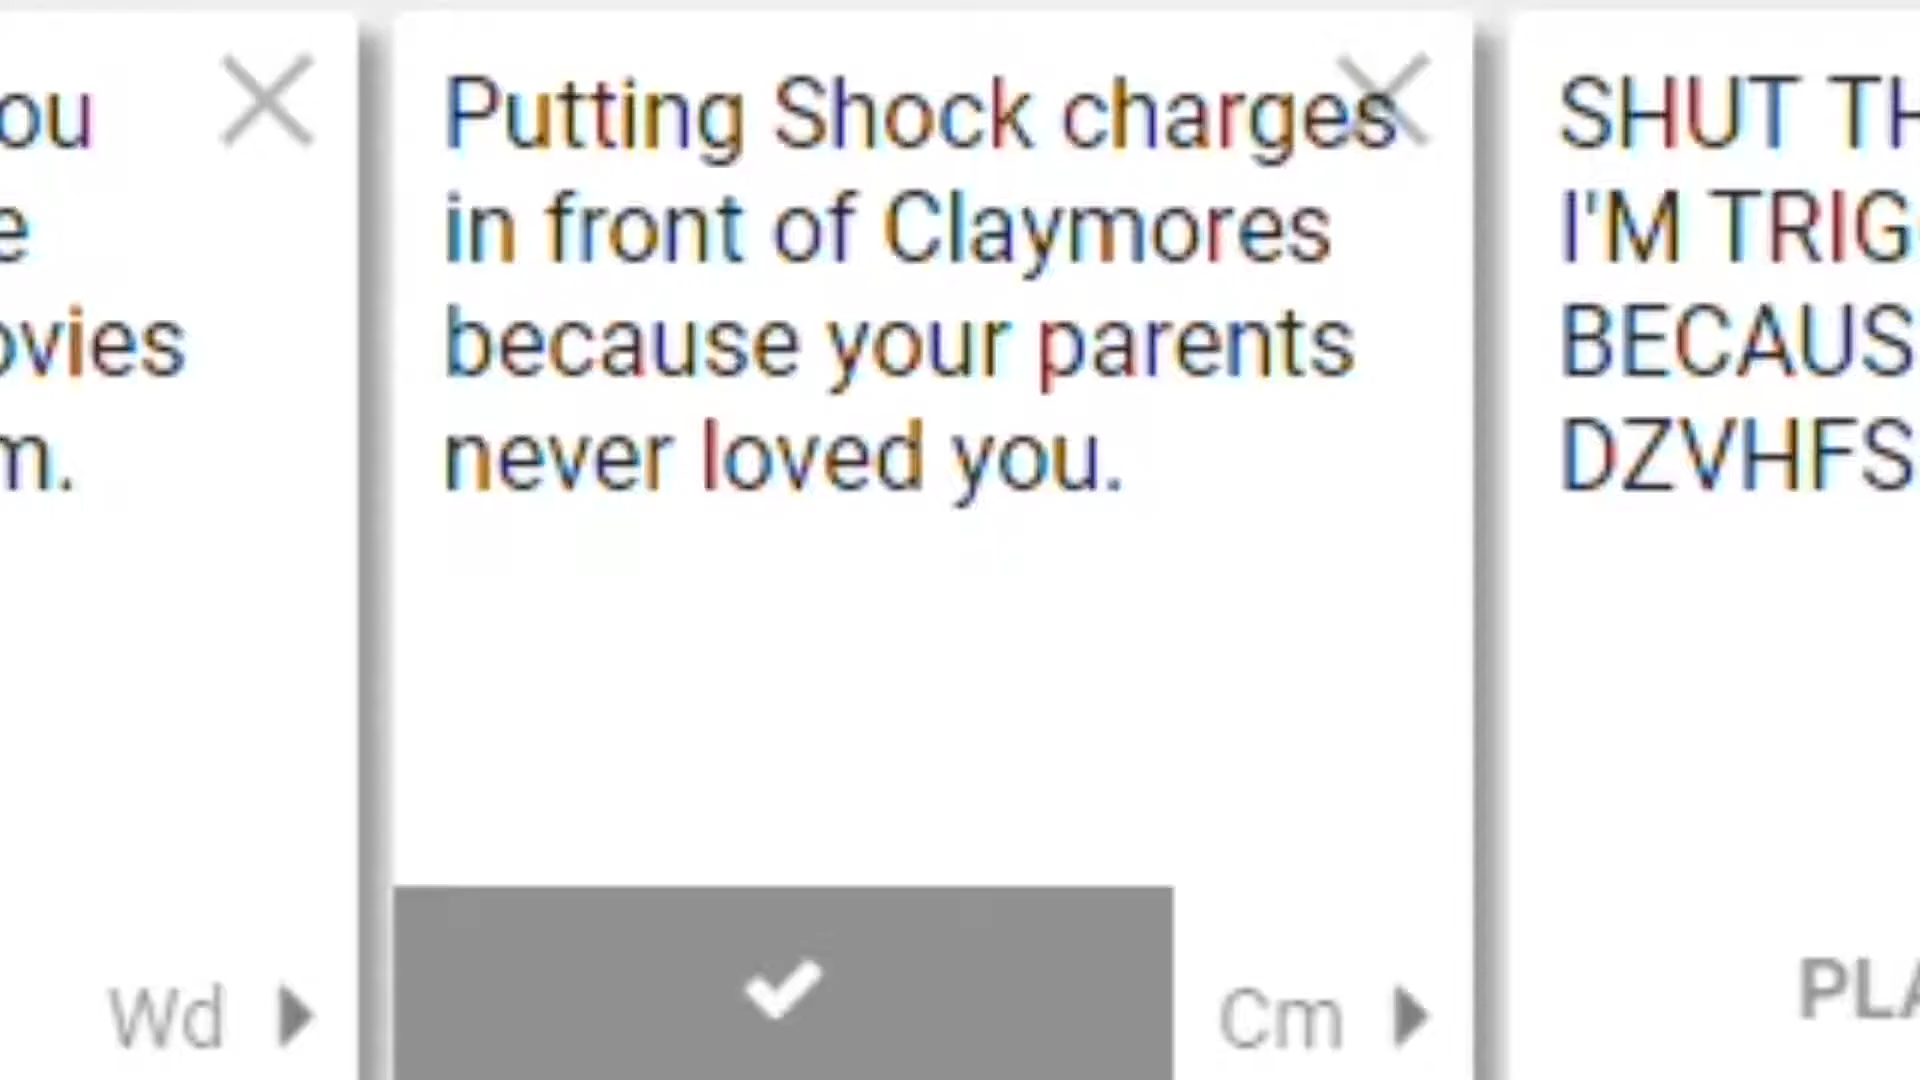 ou
e
ovies
m.
Wd
Putting Shock charges
in front of Claymores
because your parents
never loved you.
Cm
SHUT TH
I'M TRIG
BECAUS
DZVHFS
PLA